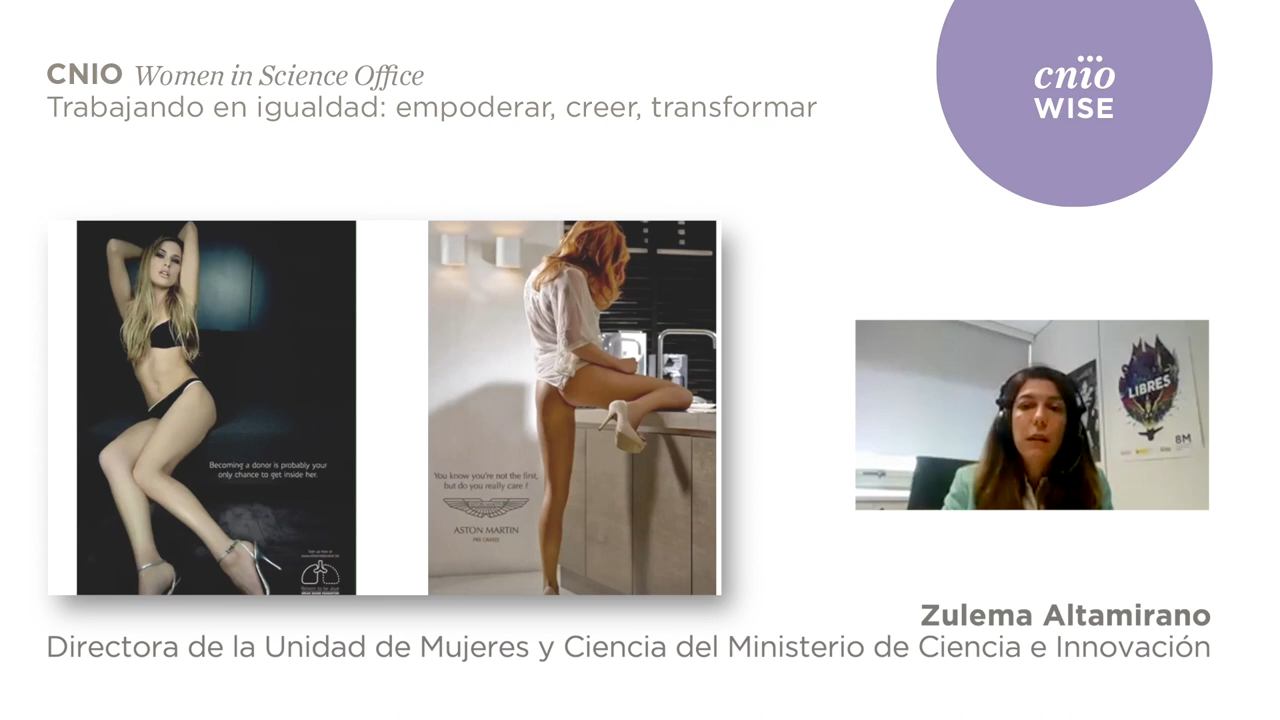 CNIO Women in Science Office
Trabajando en igualdad: empoderar, creer, transformar
cnio
WISE
Becoming a donor is probably your
only chance to get inside her.
You know you're not the first,
but do you really care ?
ASTON MARTIN
LIBRES
8M
Zulema Altamirano
Directora de la Unidad de Mujeres y Ciencia del Ministerio de Ciencia e Innovación